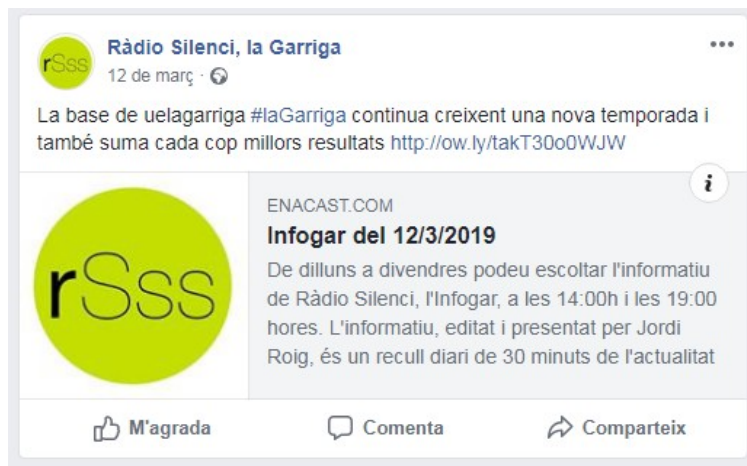 rSss
Ràdio Silenci, la Garriga
12 de març ·
La base de uelagarriga #laGarriga continua creixent una nova temporada i
també suma cada cop millors resultats http://ow.ly/takT30o0WJW
i
rSss
ENACAST.COM
Infogar del 12/3/2019
De dilluns a divendres podeu escoltar l'informatiu
de Ràdio Silenci, l'Infogar, a les 14:00h i les 19:00
hores. L'informatiu, editat i presentat per Jordi
Roig, és un recull diari de 30 minuts de l'actualitat
M'agrada
Comenta
Comparteix